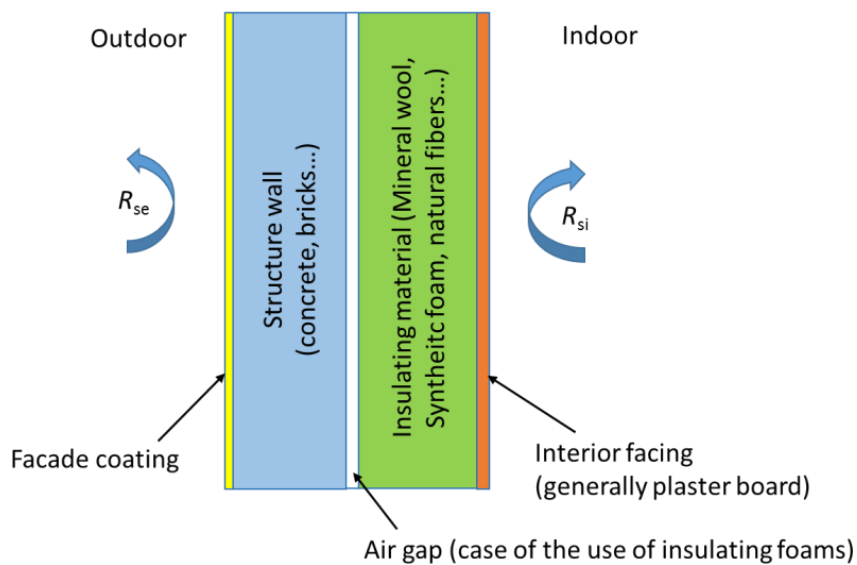 Outdoor
Indoor
Rse
Structure wall
(concrete, bricks...)
Insulating material (Mineral wool,
Syntheitc foam, natural fibers...)
Rsi
Facade coating
Interior facing
(generally plaster board)
Air gap (case of the use of insulating foams)